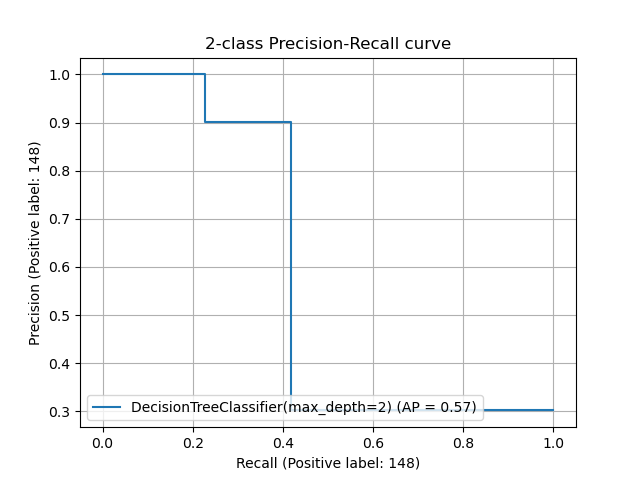 2-class Precision-Recall curve
Precision (Positive label: 148)
1.0
0.9
0.8
0.7
0.6
0.5
0.4
0.3
DecisionTreeClassifier(max_depth=2) (AP = 0.57)
0.0 0.2 0.4 0.6 0.8 1.0
Recall (Positive label: 148)